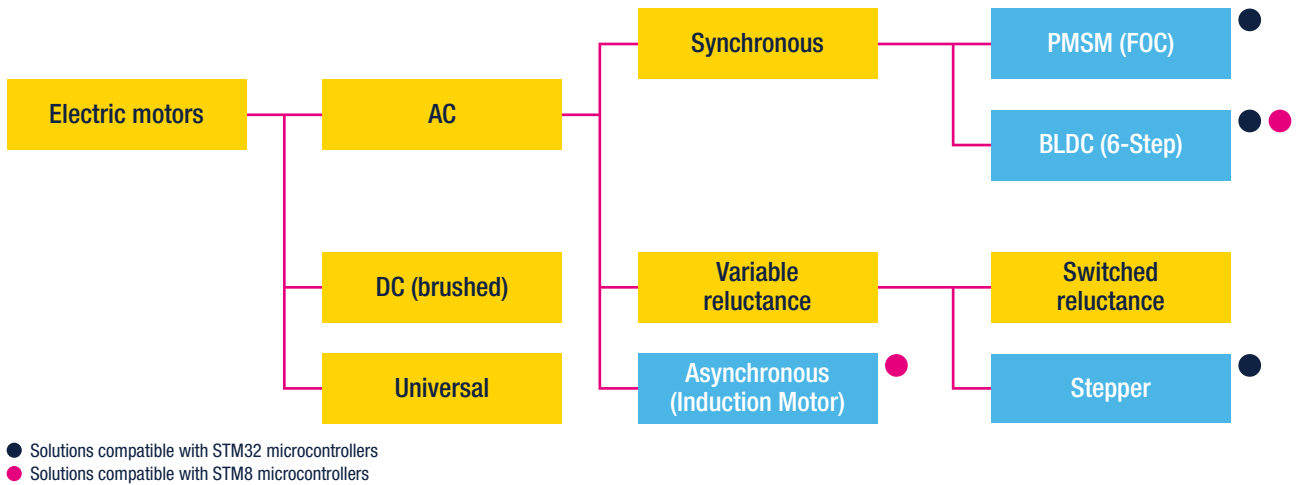 Electric motors
AC
DC (brushed)
Universal
Synchronous
Variable
reluctance
Asynchronous
(Induction Motor)
PMSM (FOC)
BLDC (6-Step)
Switched
reluctance
Stepper
Solutions compatible with STM32 microcontrollers
Solutions compatible with STM8 microcontrollers